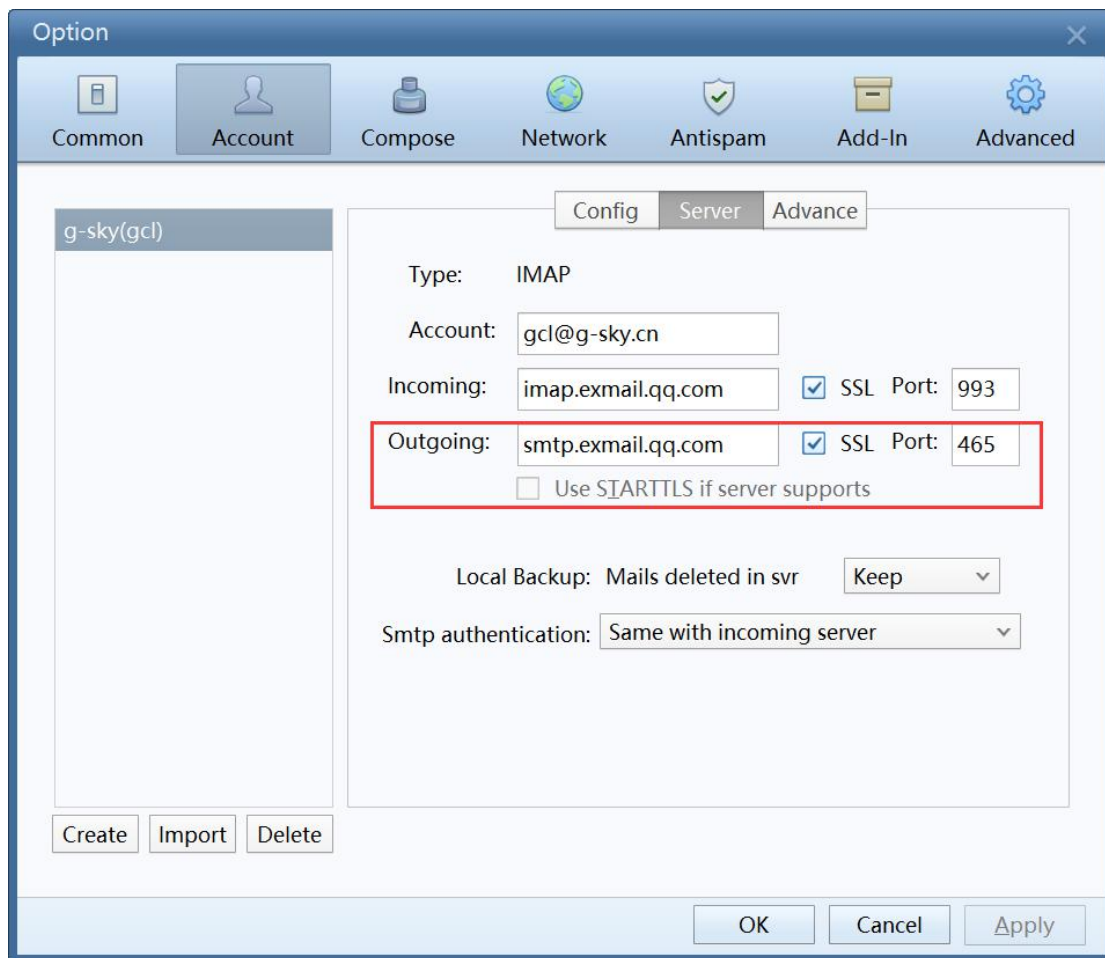 Option
Common Account Compose Network Antispam Add-In Advanced
g-sky(gcl)
Config Server Advance
Type: IMAP
Account: gcl@g-sky.cn
Incoming: imap.exmail.qq.com SSL Port: 993
Outgoing: smtp.exmail.qq.com SSL Port: 465
Use STARTTLS if server supports
Local Backup: Mails deleted in svr Keep
Smtp authentication: Same with incoming server
Create Import Delete
OK Cancel Apply